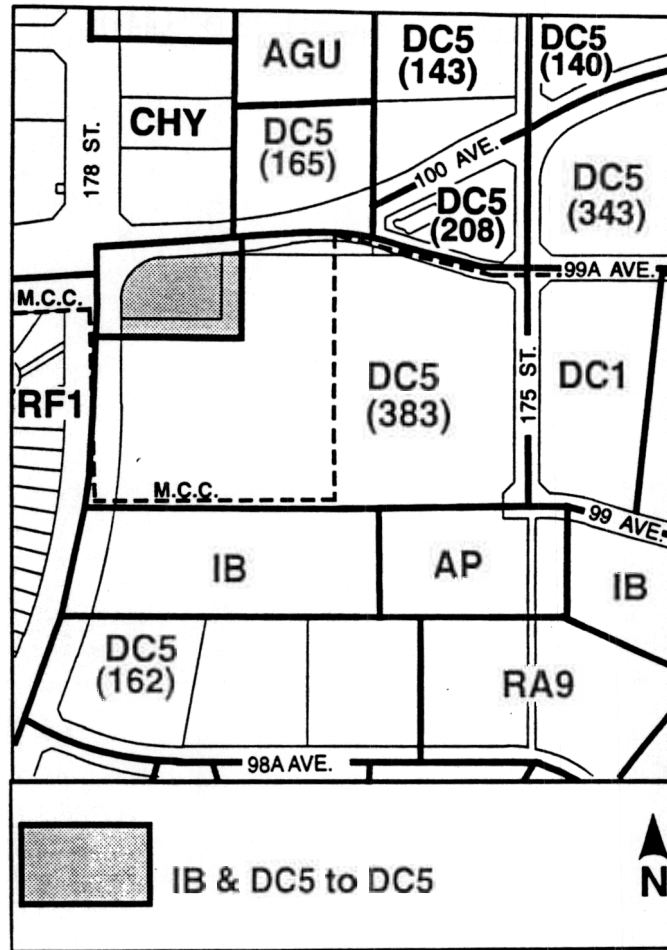 AGU
DC5
(143)
DC5
(140)
CHY
DC5
(165)
178 ST.
100 AVE.
DC5
(208)
DC5
(343)
99A AVE.
M.C.C.
RF1
DC5
(383)
175 ST.
DC1
M.C.C.
99 AVE.
IB
AP
IB
DC5
(162)
RA9
98A AVE.
IB & DC5 to DC5
N